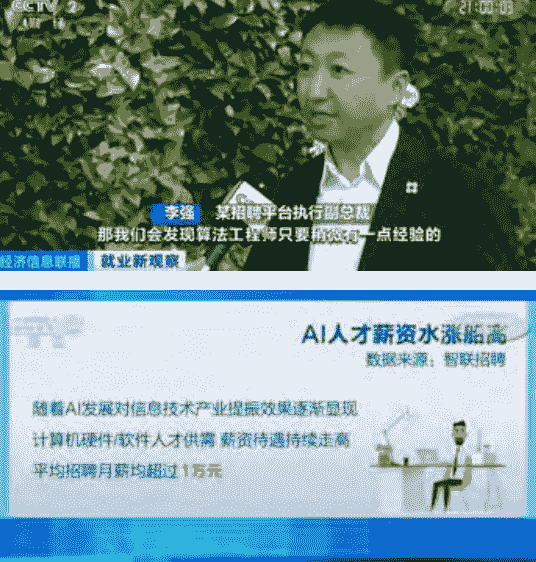 CCTV 2
21:00:03
李强 某招聘平台执行副总裁
那我们会发现算法工程师只要稍微有一点经验的
经济信息联播 就业新观察
AI人才薪资水涨船高
数据来源：智联招聘
随着AI发展对信息技术产业提振效果逐渐显现
计算机硬件/软件人才供需 薪资待遇持续走高
平均招聘月薪均超过1万元